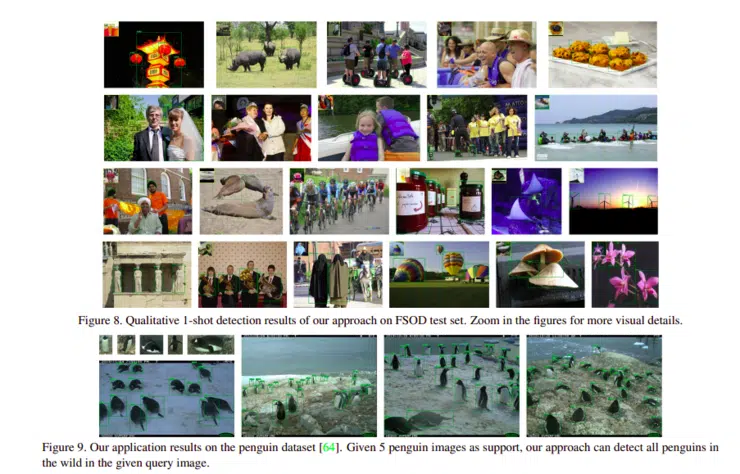 Figure 8. Qualitative 1-shot detection results of our approach on FSOD test set. Zoom in the figures for more visual details.
Figure 9. Our application results on the penguin dataset [64]. Given 5 penguin images as support, our approach can detect all penguins in
the wild in the given query image.